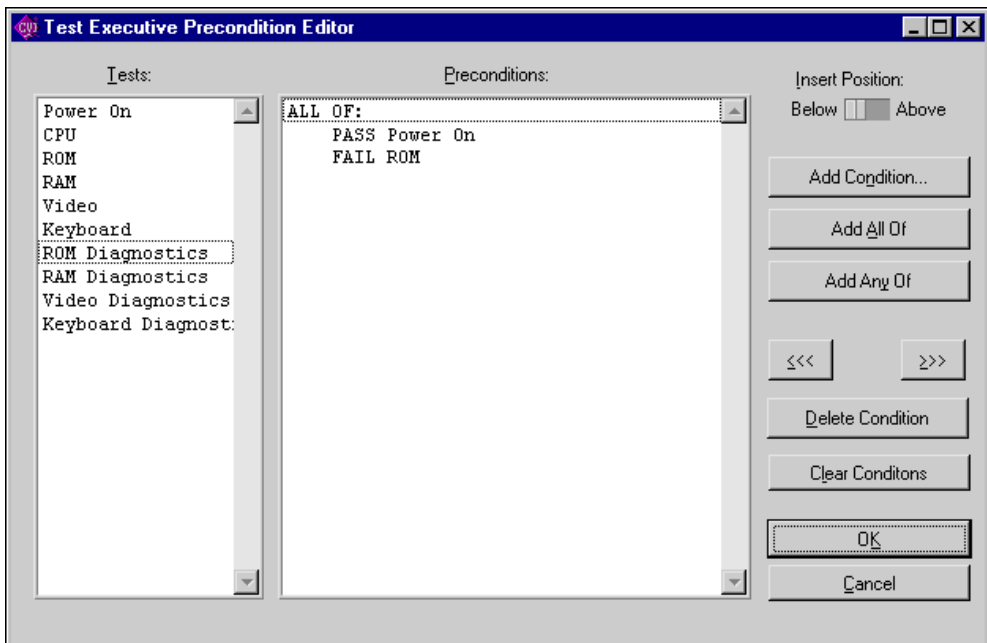 CVI Test Executive Precondition Editor
Tests:
Power On
CPU
ROM
RAM
Video
Keyboard
ROM Diagnostics
RAM Diagnostics
Video Diagnostics
Keyboard Diagnost
Preconditions:
ALL OF:
PASS Power On
FAIL ROM
Insert Position:
Below Above
Add Condition...
Add All Of
Add Any Of
<<< >>>
Delete Condition
Clear Conditons
OK
Cancel